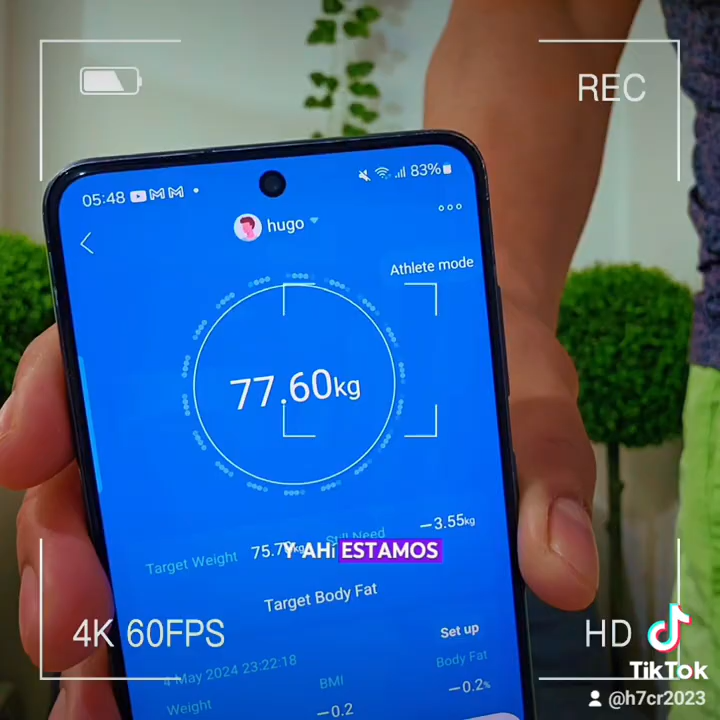 REC
05:48
83%
hugo
Athlete mode
77.60kg
Target Weight
Still Need
−3.55kg
Y AHÍ ESTAMOS
Target Body Fat
4K 60FPS
Set up
HD
4 May 2024 23:22:18
BMI
Body Fat
TikTok
Weight
−0.2
−0.2%
@h7cr2023